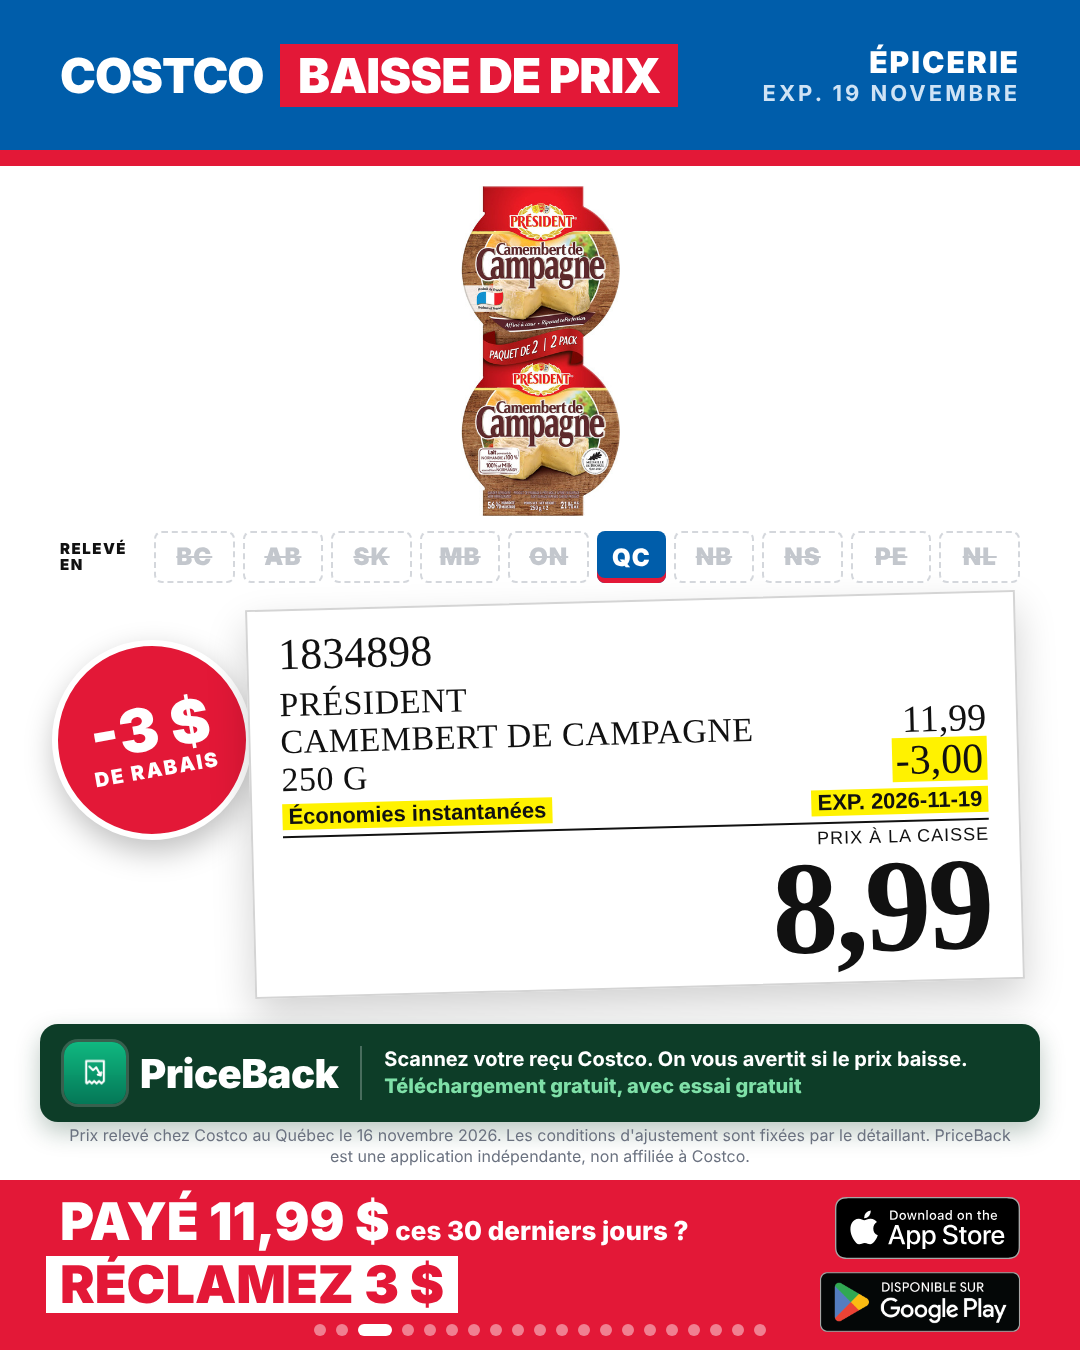 COSTCO BAISSE DE PRIX
ÉPICERIE
EXP. 19 NOVEMBRE
PRÉSIDENT
Camembert de
Campagne
Affiné à cœur • Ripened to Perfection
PAQUET DE 2 | 2 PACK
PRÉSIDENT
Camembert de
Campagne
RELEVÉ EN
BC AB SK MB ON QC NB NS PE NL
1834898
PRÉSIDENT
CAMEMBERT DE CAMPAGNE
250 G
11,99
-3,00
Économies instantanées
EXP. 2026-11-19
PRIX À LA CAISSE
8,99
-3 $
DE RABAIS
PriceBack
Scannez votre reçu Costco. On vous avertit si le prix baisse.
Téléchargement gratuit, avec essai gratuit
Prix relevé chez Costco au Québec le 16 novembre 2026. Les conditions d'ajustement sont fixées par le détaillant. PriceBack
est une application indépendante, non affiliée à Costco.
PAYÉ 11,99 $ ces 30 derniers jours ?
RÉCLAMEZ 3 $
Download on the
App Store
DISPONIBLE SUR
Google Play